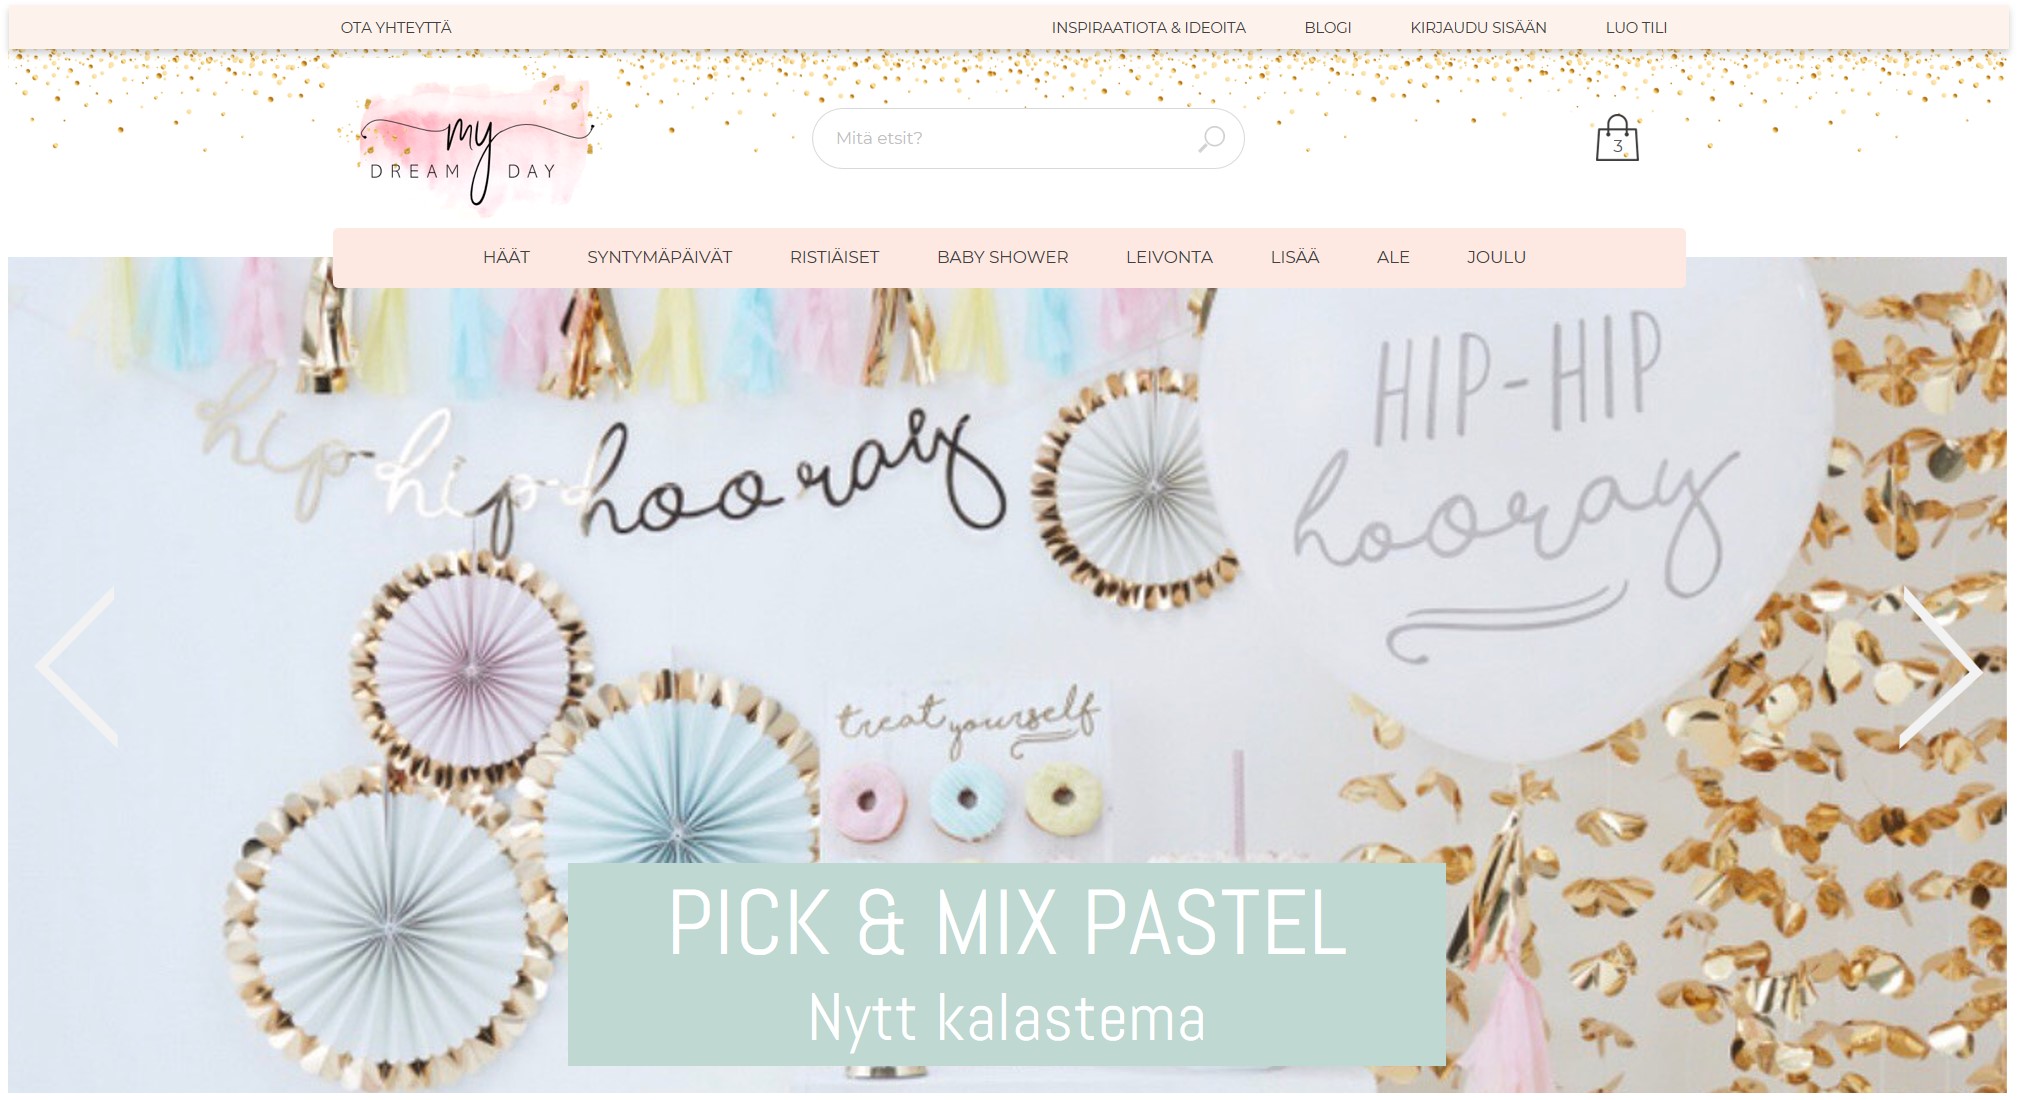 OTA YHTEYTTÄ INSPIRAATIOTA & IDEOITA BLOGI KIRJAUDU SISÄÄN LUO TILI
my
DREAM DAY
Mitä etsit?
3
HÄÄT SYNTYMÄPÄIVÄT RISTIÄISET BABY SHOWER LEIVONTA LISÄÄ ALE JOULU
hip-hip-hooray
HIP-HIP
hooray
treat yourself
PICK & MIX PASTEL
Nytt kalastema